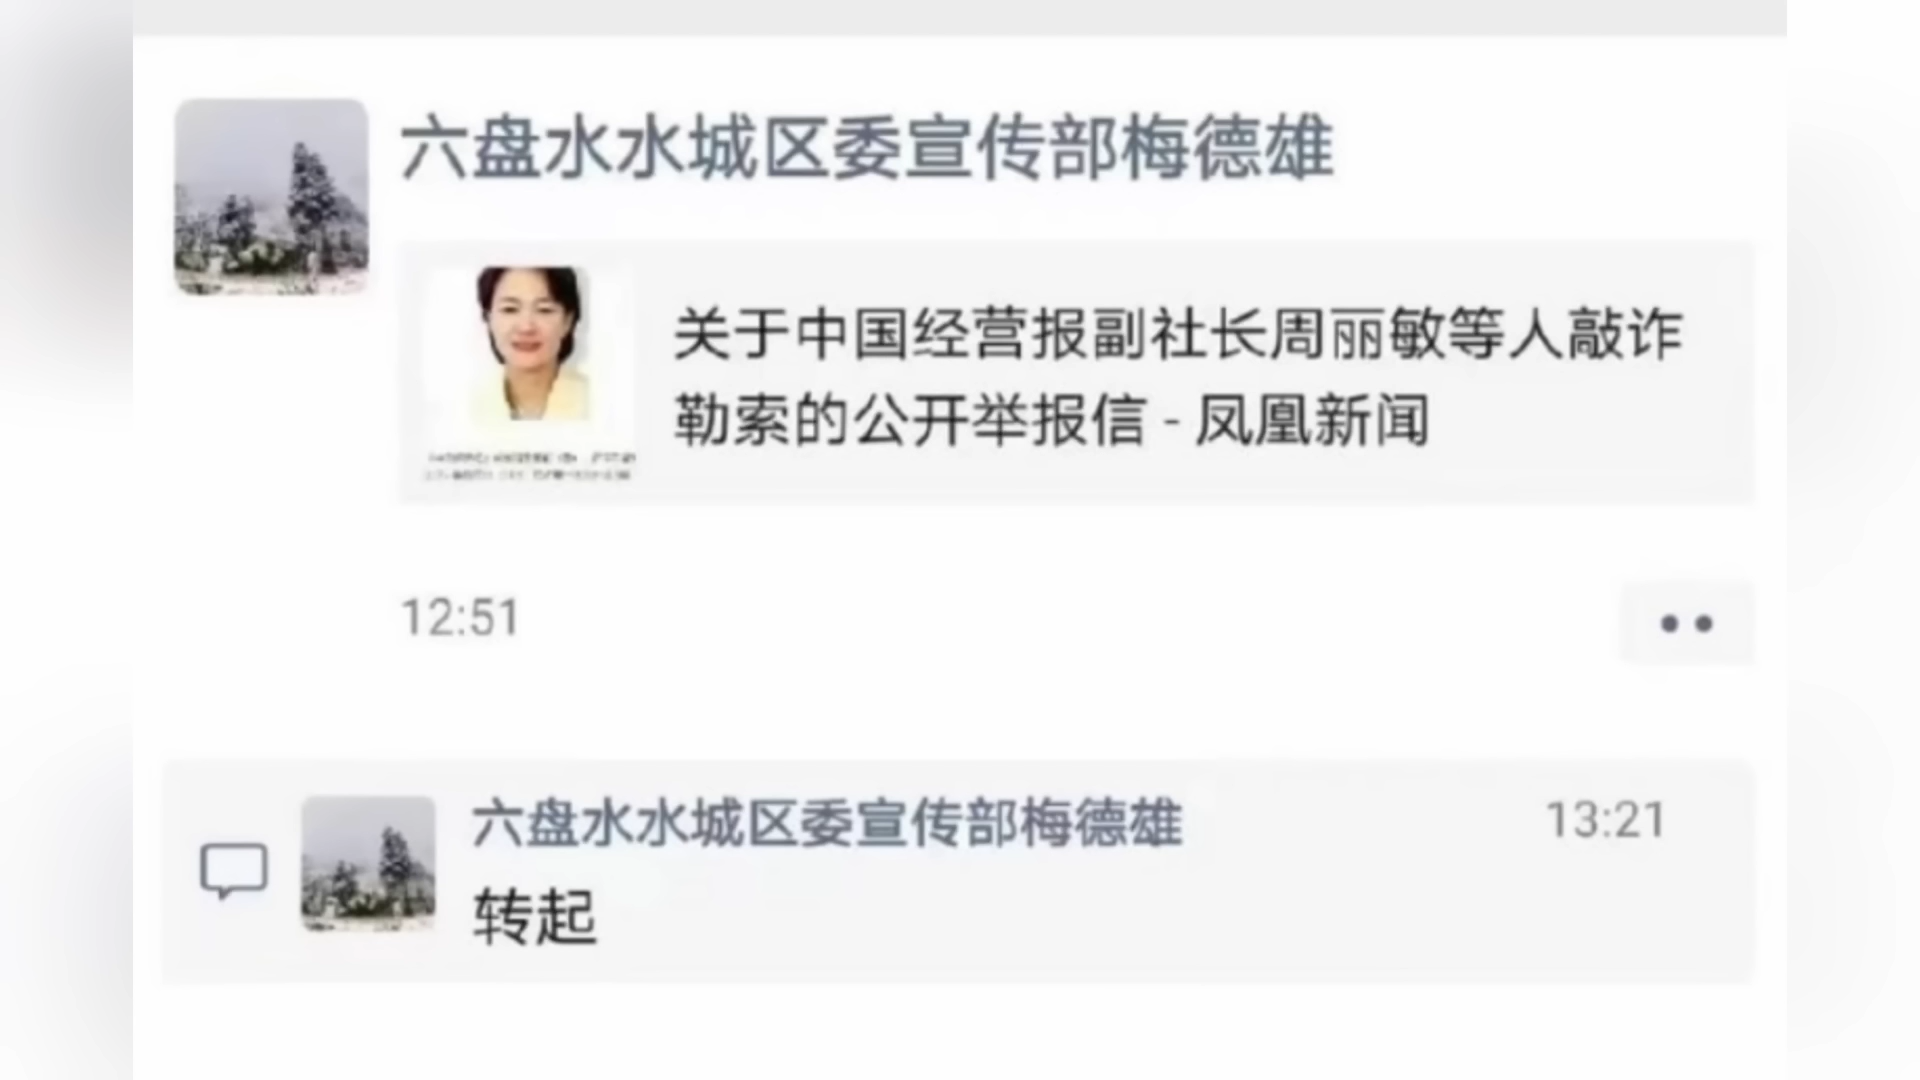 六盘水水城区委宣传部梅德雄
关于中国经营报副社长周丽敏等人敲诈
勒索的公开举报信 - 凤凰新闻
12:51
六盘水水城区委宣传部梅德雄
13:21
转起